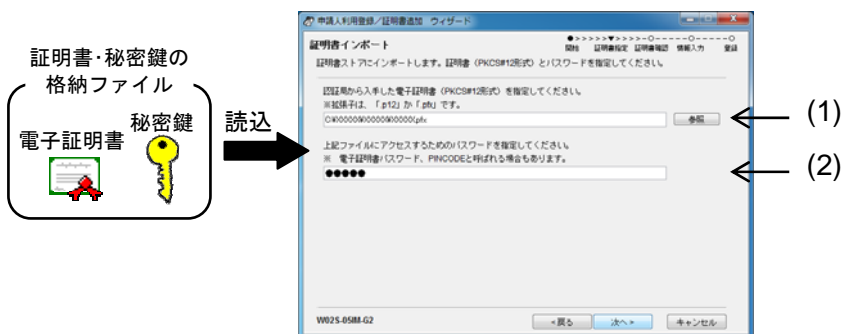 証明書・秘密鍵の
格納ファイル
電子証明書
秘密鍵
読込
申請人利用登録／証明書追加 ウィザード
証明書インポート
●>>>>>▼>>>>-○-----○-----○
開始 証明書指定 証明書確認 情報入力 登録
証明書ストアにインポートします。証明書（PKCS#12形式）とパスワードを指定してください。
認証局から入手した電子証明書（PKCS#12形式）を指定してください。
※拡張子は、「.p12」か「.pfx」です。
C:¥00000¥00000¥00000.pfx
参照
(1)
上記ファイルにアクセスするためのパスワードを指定してください。
※ 電子証明書パスワード、PINCODEと呼ばれる場合もあります。
●●●●●
(2)
W02S-05IM-G2
<戻る
次へ>
キャンセル